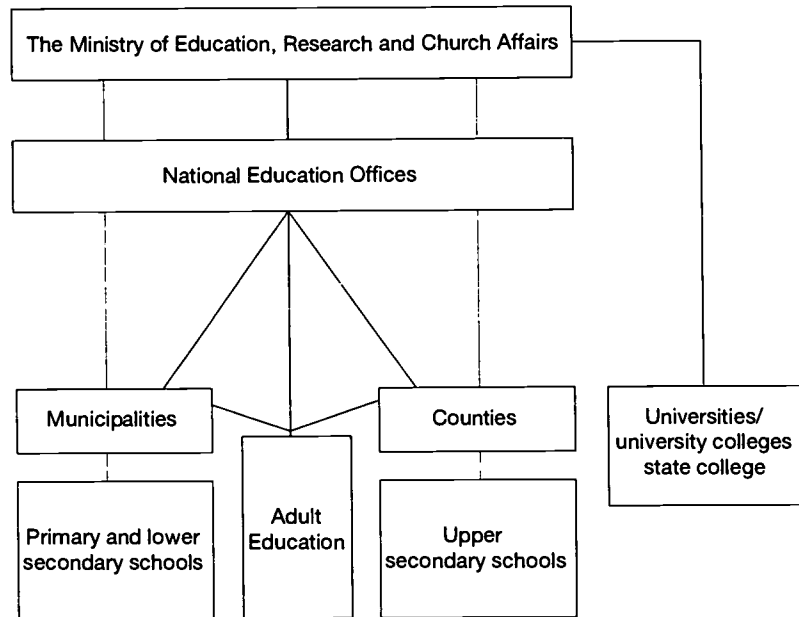 The Ministry of Education, Research and Church Affairs
National Education Offices
Municipalities
Counties
Universities/
university colleges
state college
Primary and lower
secondary schools
Adult
Education
Upper
secondary schools